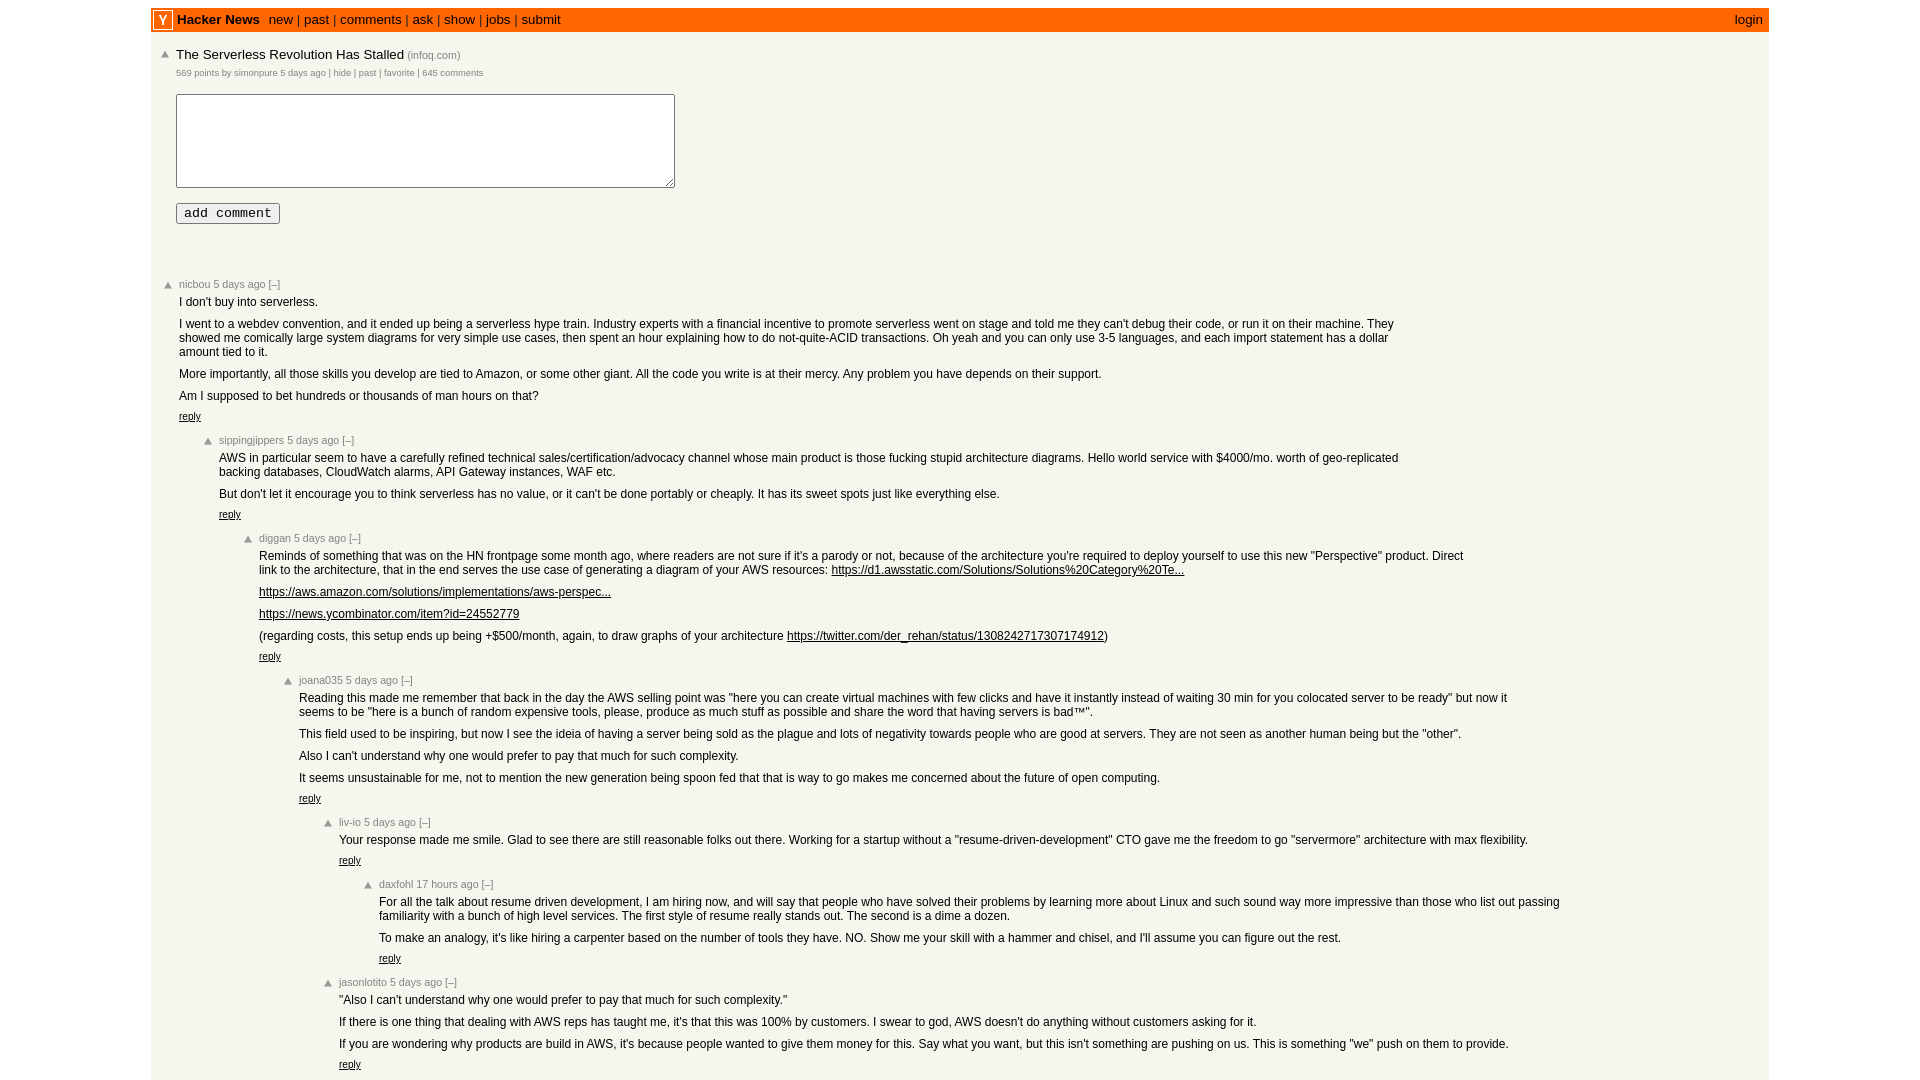 Y Hacker News new | past | comments | ask | show | jobs | submit login
The Serverless Revolution Has Stalled (infoq.com)
569 points by simonpure 5 days ago | hide | past | favorite | 645 comments
add comment
nicbou 5 days ago [–]
I don't buy into serverless.
I went to a webdev convention, and it ended up being a serverless hype train. Industry experts with a financial incentive to promote serverless went on stage and told me they can't debug their code, or run it on their machine. They
showed me comically large system diagrams for very simple use cases, then spent an hour explaining how to do not-quite-ACID transactions. Oh yeah and you can only use 3-5 languages, and each import statement has a dollar
amount tied to it.
More importantly, all those skills you develop are tied to Amazon, or some other giant. All the code you write is at their mercy. Any problem you have depends on their support.
Am I supposed to bet hundreds or thousands of man hours on that?
reply
sippingjippers 5 days ago [–]
AWS in particular seem to have a carefully refined technical sales/certification/advocacy channel whose main product is those fucking stupid architecture diagrams. Hello world service with $4000/mo. worth of geo-replicated
backing databases, CloudWatch alarms, API Gateway instances, WAF etc.
But don't let it encourage you to think serverless has no value, or it can't be done portably or cheaply. It has its sweet spots just like everything else.
reply
diggan 5 days ago [–]
Reminds of something that was on the HN frontpage some month ago, where readers are not sure if it's a parody or not, because of the architecture you're required to deploy yourself to use this new "Perspective" product. Direct
link to the architecture, that in the end serves the use case of generating a diagram of your AWS resources: https://d1.awsstatic.com/Solutions/Solutions%20Category%20Te...
https://aws.amazon.com/solutions/implementations/aws-perspec...
https://news.ycombinator.com/item?id=24552779
(regarding costs, this setup ends up being +$500/month, again, to draw graphs of your architecture https://twitter.com/der_rehan/status/1308242717307174912)
reply
joana035 5 days ago [–]
Reading this made me remember that back in the day the AWS selling point was "here you can create virtual machines with few clicks and have it instantly instead of waiting 30 min for you colocated server to be ready" but now it
seems to be "here is a bunch of random expensive tools, please, produce as much stuff as possible and share the word that having servers is bad™".
This field used to be inspiring, but now I see the ideia of having a server being sold as the plague and lots of negativity towards people who are good at servers. They are not seen as another human being but the "other".
Also I can't understand why one would prefer to pay that much for such complexity.
It seems unsustainable for me, not to mention the new generation being spoon fed that that is way to go makes me concerned about the future of open computing.
reply
liv-io 5 days ago [–]
Your response made me smile. Glad to see there are still reasonable folks out there. Working for a startup without a "resume-driven-development" CTO gave me the freedom to go "servermore" architecture with max flexibility.
reply
daxfohl 17 hours ago [–]
For all the talk about resume driven development, I am hiring now, and will say that people who have solved their problems by learning more about Linux and such sound way more impressive than those who list out passing
familiarity with a bunch of high level services. The first style of resume really stands out. The second is a dime a dozen.
To make an analogy, it's like hiring a carpenter based on the number of tools they have. NO. Show me your skill with a hammer and chisel, and I'll assume you can figure out the rest.
reply
jasonlotito 5 days ago [–]
"Also I can't understand why one would prefer to pay that much for such complexity."
If there is one thing that dealing with AWS reps has taught me, it's that this was 100% by customers. I swear to god, AWS doesn't do anything without customers asking for it.
If you are wondering why products are build in AWS, it's because people wanted to give them money for this. Say what you want, but this isn't something are pushing on us. This is something "we" push on them to provide.
reply